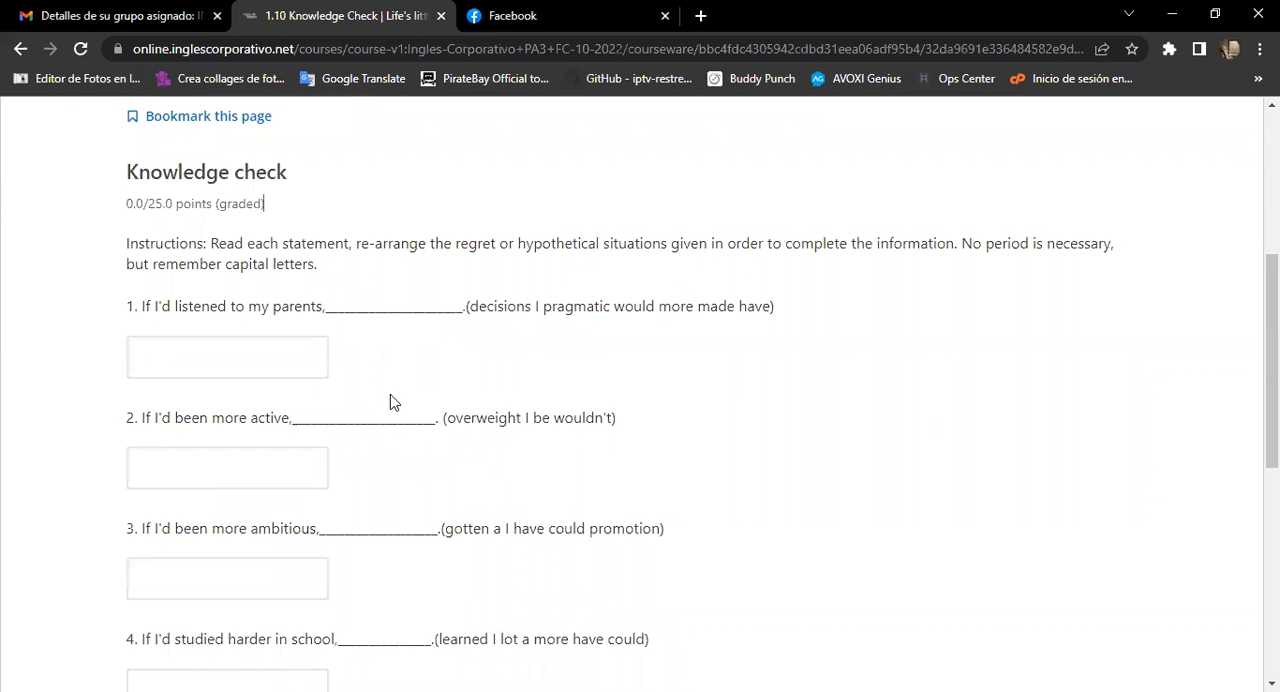 Detalles de su grupo asignado: I
1.10 Knowledge Check | Life's litt
Facebook
online.inglescorporativo.net/courses/course-v1:Ingles-Corporativo+PA3+FC-10-2022/courseware/bbc4fdc4305942cdbd31eea06adf95b4/32da9691e336484582e9d...
Editor de Fotos en l...
Crea collages de fot...
Google Translate
PirateBay Official to...
GitHub - iptv-restre...
Buddy Punch
AVOXI Genius
Ops Center
Inicio de sesión en...
»
Bookmark this page
Knowledge check
0.0/25.0 points (graded)
Instructions: Read each statement, re-arrange the regret or hypothetical situations given in order to complete the information. No period is necessary,
but remember capital letters.
1. If I'd listened to my parents,____________________.(decisions I pragmatic would more made have)
2. If I'd been more active,____________________. (overweight I be wouldn't)
3. If I'd been more ambitious,_________________.(gotten a I have could promotion)
4. If I'd studied harder in school,_____________.(learned I lot a more have could)